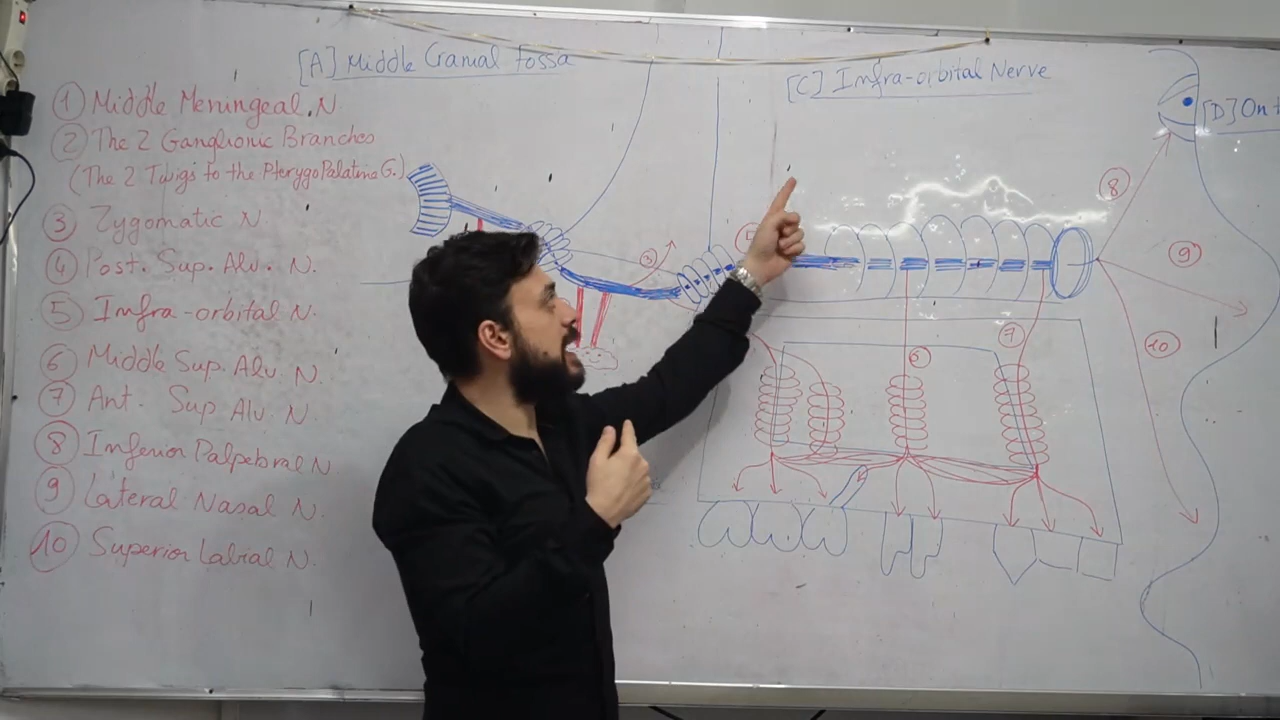 [A] Middle Cranial Fossa
[C] Infra-orbital Nerve
[D] On
① Middle Meningeal.N
② The 2 Ganglionic Branches
(The 2 Twigs to the PterygoPalatine G.)
③ Zygomatic N
④ Post. Sup. Alv. N.
⑤ Infra-orbital N.
⑥ Middle Sup. Alv. N.
⑦ Ant. Sup Alv. N.
⑧ Inferior Palpebral N.
⑨ Lateral Nasal N.
⑩ Superior Labial N.
③
⑧
⑨
⑦
⑩